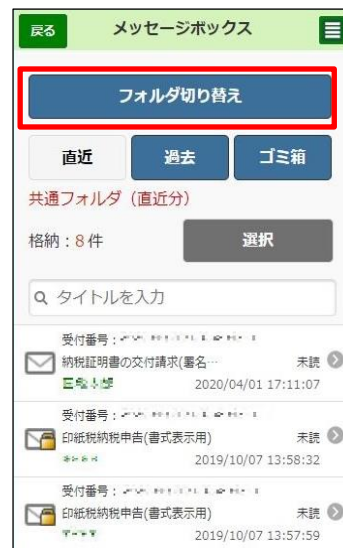 戻る メッセージボックス
フォルダ切り替え
直近 過去 ゴミ箱
共通フォルダ（直近分）
格納：8件 選択
タイトルを入力
受付番号：
納税証明書の交付請求(署名… 未読
2020/04/01 17:11:07
受付番号：
印紙税納税申告(書式表示用) 未読
2019/10/07 13:58:32
受付番号：
印紙税納税申告(書式表示用) 未読
2019/10/07 13:57:59